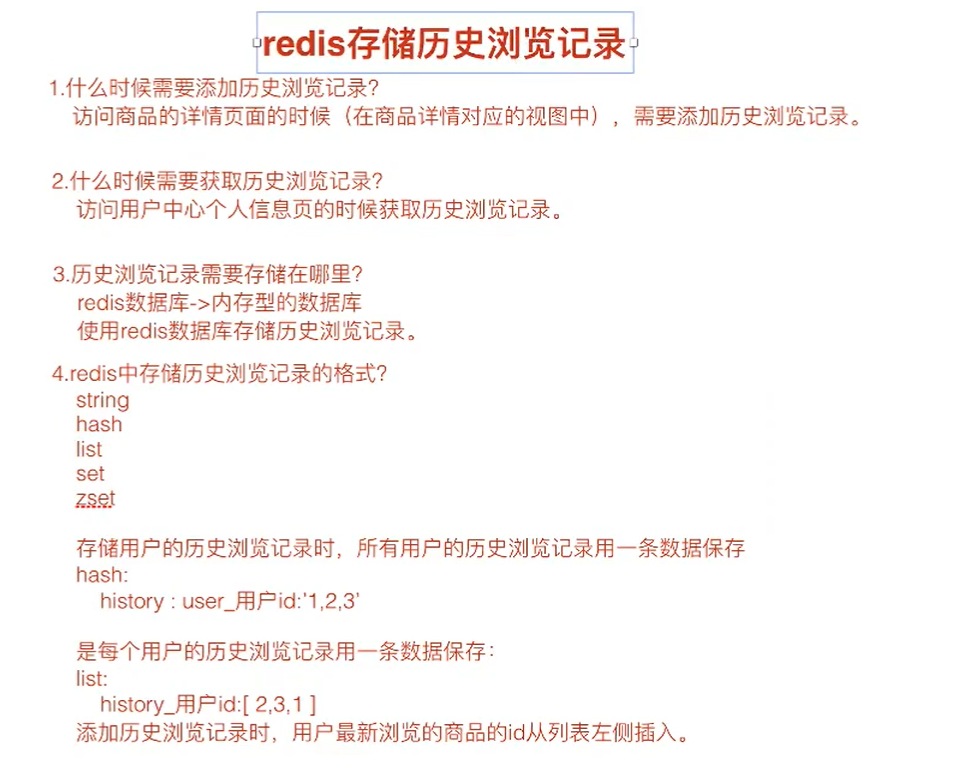 redis存储历史浏览记录
1.什么时候需要添加历史浏览记录?
访问商品的详情页面的时候（在商品详情对应的视图中），需要添加历史浏览记录。
2.什么时候需要获取历史浏览记录?
访问用户中心个人信息页的时候获取历史浏览记录。
3.历史浏览记录需要存储在哪里?
redis数据库->内存型的数据库
使用redis数据库存储历史浏览记录。
4.redis中存储历史浏览记录的格式?
string
hash
list
set
zset
存储用户的历史浏览记录时，所有用户的历史浏览记录用一条数据保存
hash:
history : user_用户id:'1,2,3'
是每个用户的历史浏览记录用一条数据保存：
list:
history_用户id:[ 2,3,1 ]
添加历史浏览记录时，用户最新浏览的商品的id从列表左侧插入。